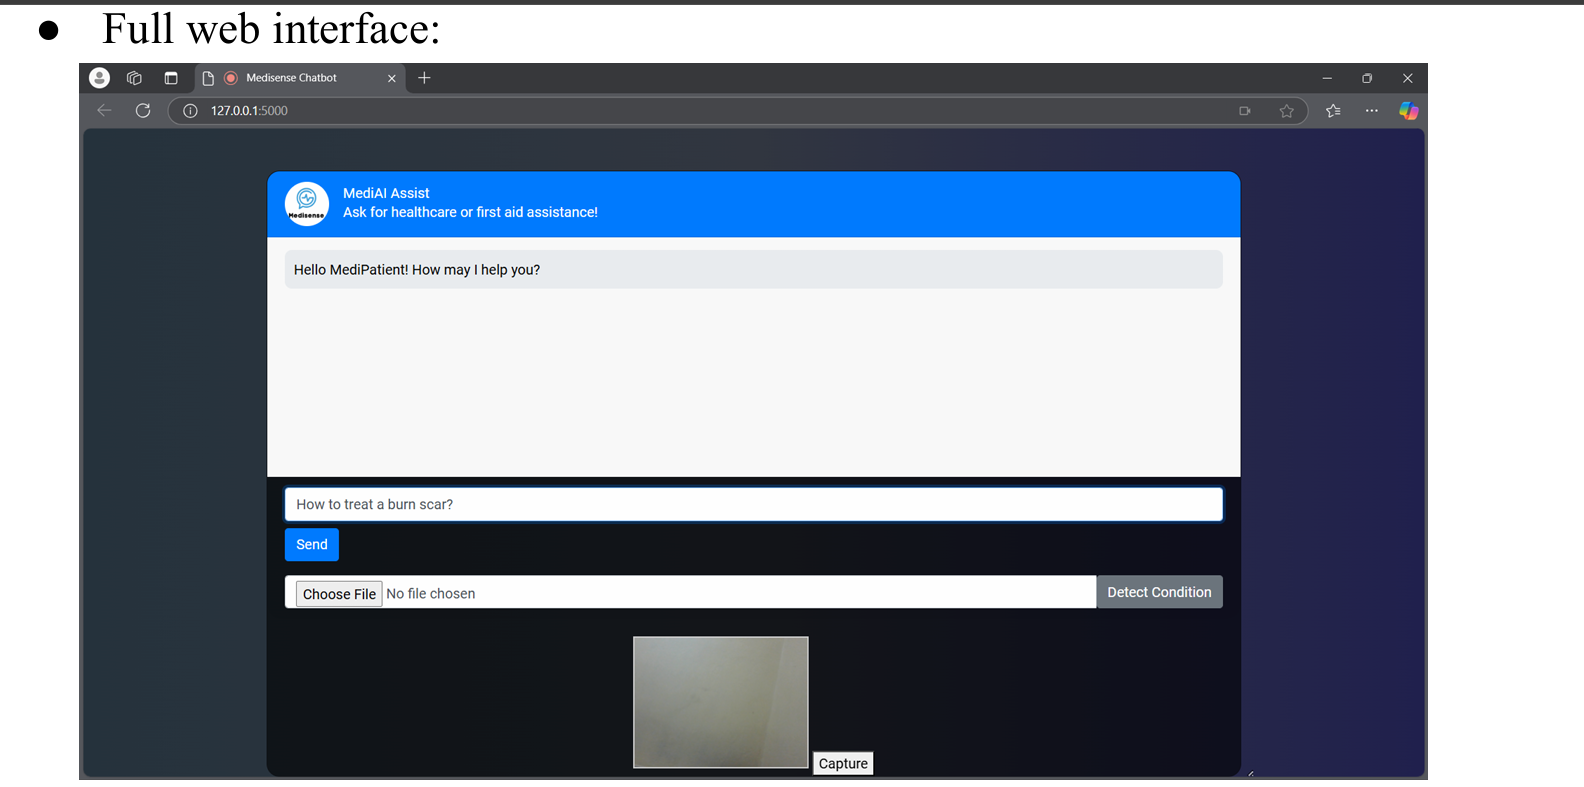 ● Full web interface:
Medisense Chatbot
127.0.0.1:5000
Medisense
MediAI Assist
Ask for healthcare or first aid assistance!
Hello MediPatient! How may I help you?
How to treat a burn scar?
Send
Choose File No file chosen
Detect Condition
Capture